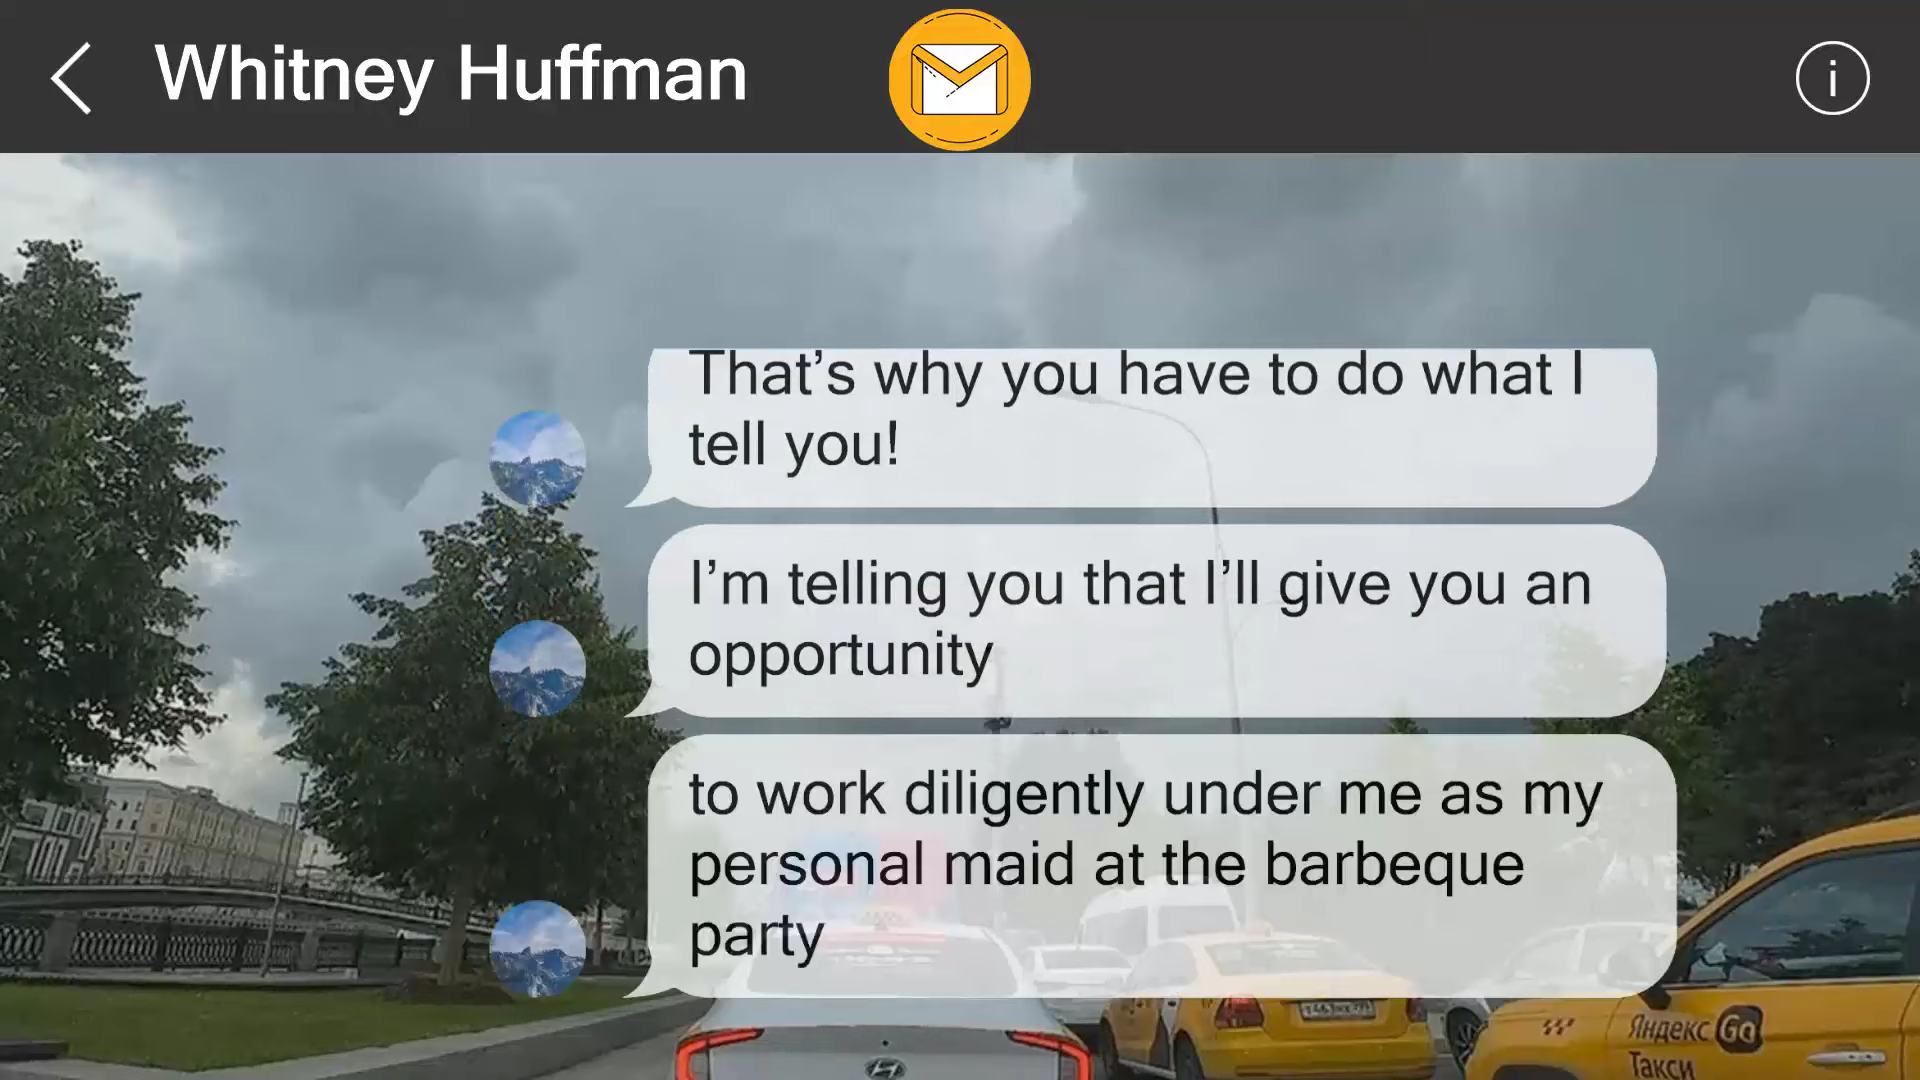 Whitney Huffman
That’s why you have to do what I
tell you!
I’m telling you that I’ll give you an
opportunity
to work diligently under me as my
personal maid at the barbeque
party
Яндекс Go
Такси